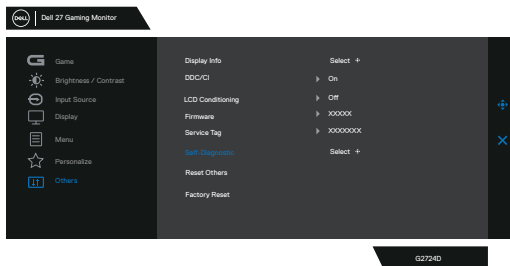 DELL Dell 27 Gaming Monitor
Game
Brightness / Contrast
Input Source
Display
Menu
Personalize
Others
Display Info Select +
DDC/CI On
LCD Conditioning Off
Firmware XXXXX
Service Tag XXXXXXX
Self-Diagnostic Select +
Reset Others
Factory Reset
G2724D